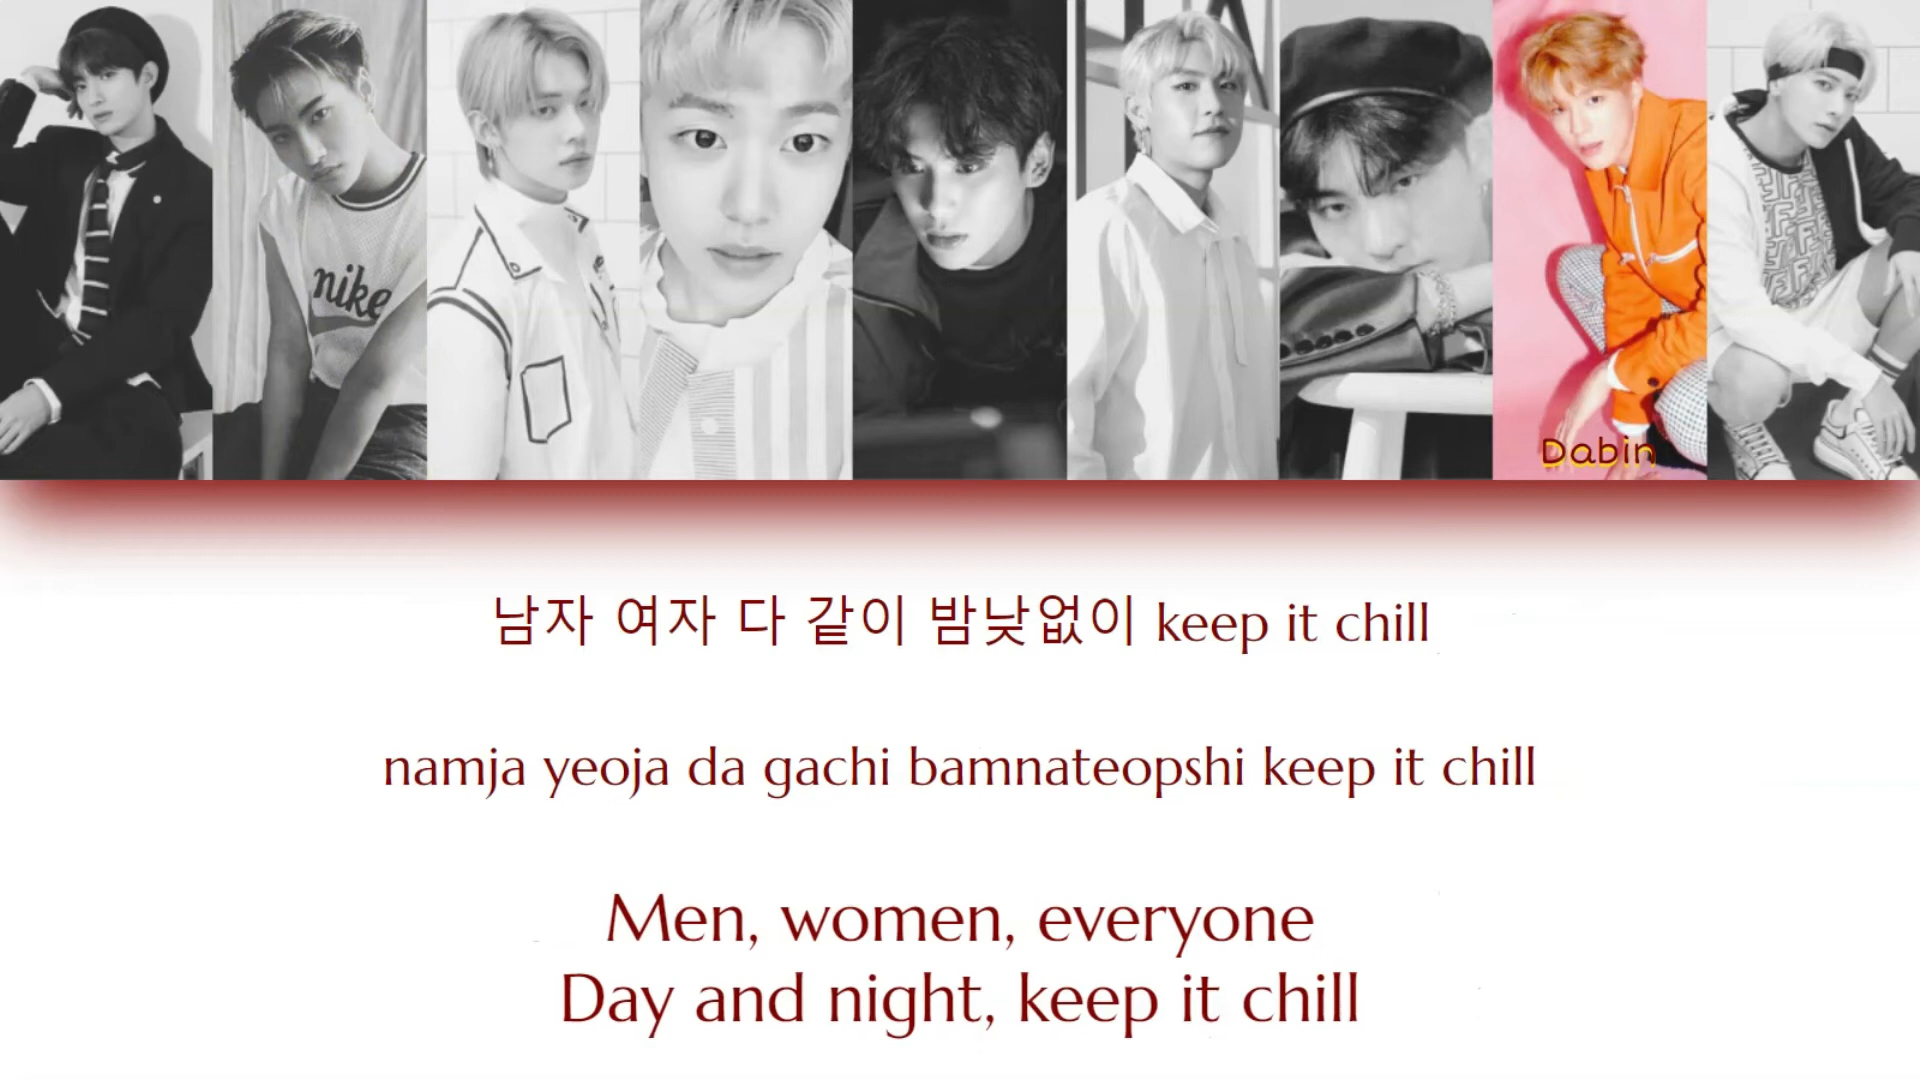 nike
Dabin
남자 여자 다 같이 밤낮없이 keep it chill
namja yeoja da gachi bamnateopshi keep it chill
Men, women, everyone
Day and night, keep it chill